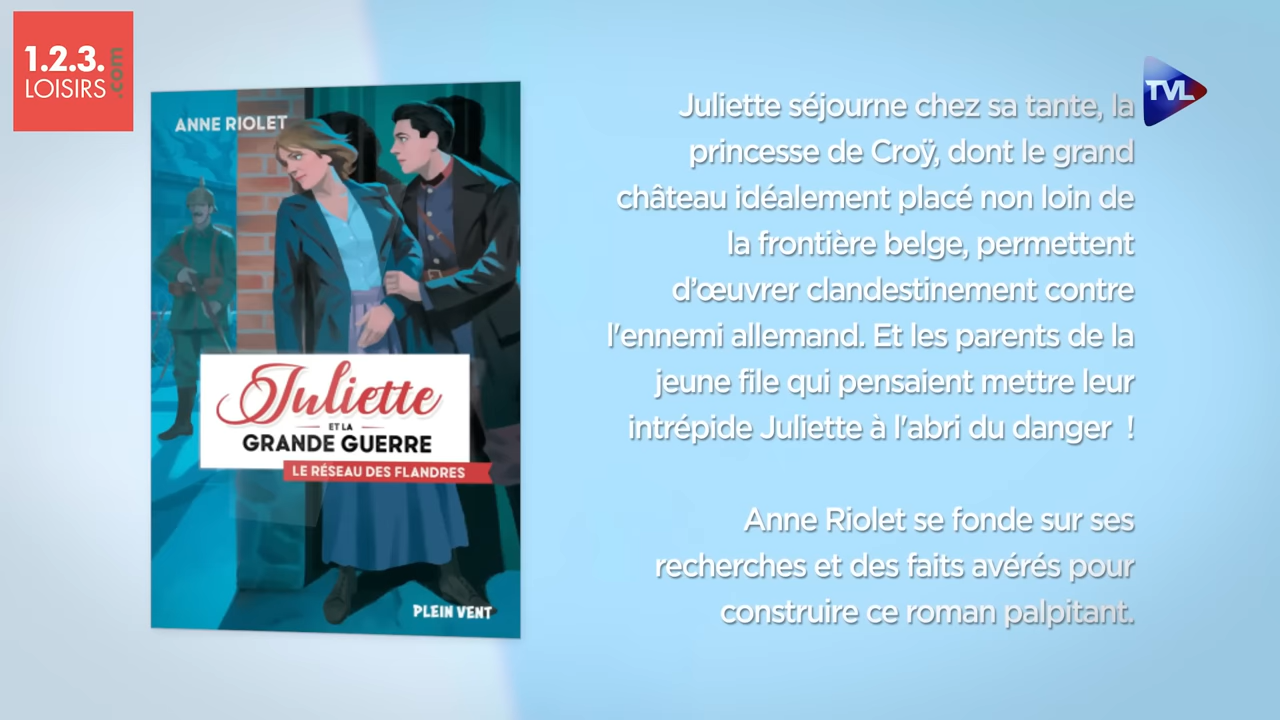 1.2.3.
LOISIRS
.com
ANNE RIOLET
Juliette
ET LA
GRANDE GUERRE
LE RÉSEAU DES FLANDRES
PLEIN VENT
TVL
Juliette séjourne chez sa tante, la
princesse de Croÿ, dont le grand
château idéalement placé non loin de
la frontière belge, permettent
d'œuvrer clandestinement contre
l'ennemi allemand. Et les parents de la
jeune file qui pensaient mettre leur
intrépide Juliette à l'abri du danger  !
Anne Riolet se fonde sur ses
recherches et des faits avérés pour
construire ce roman palpitant.